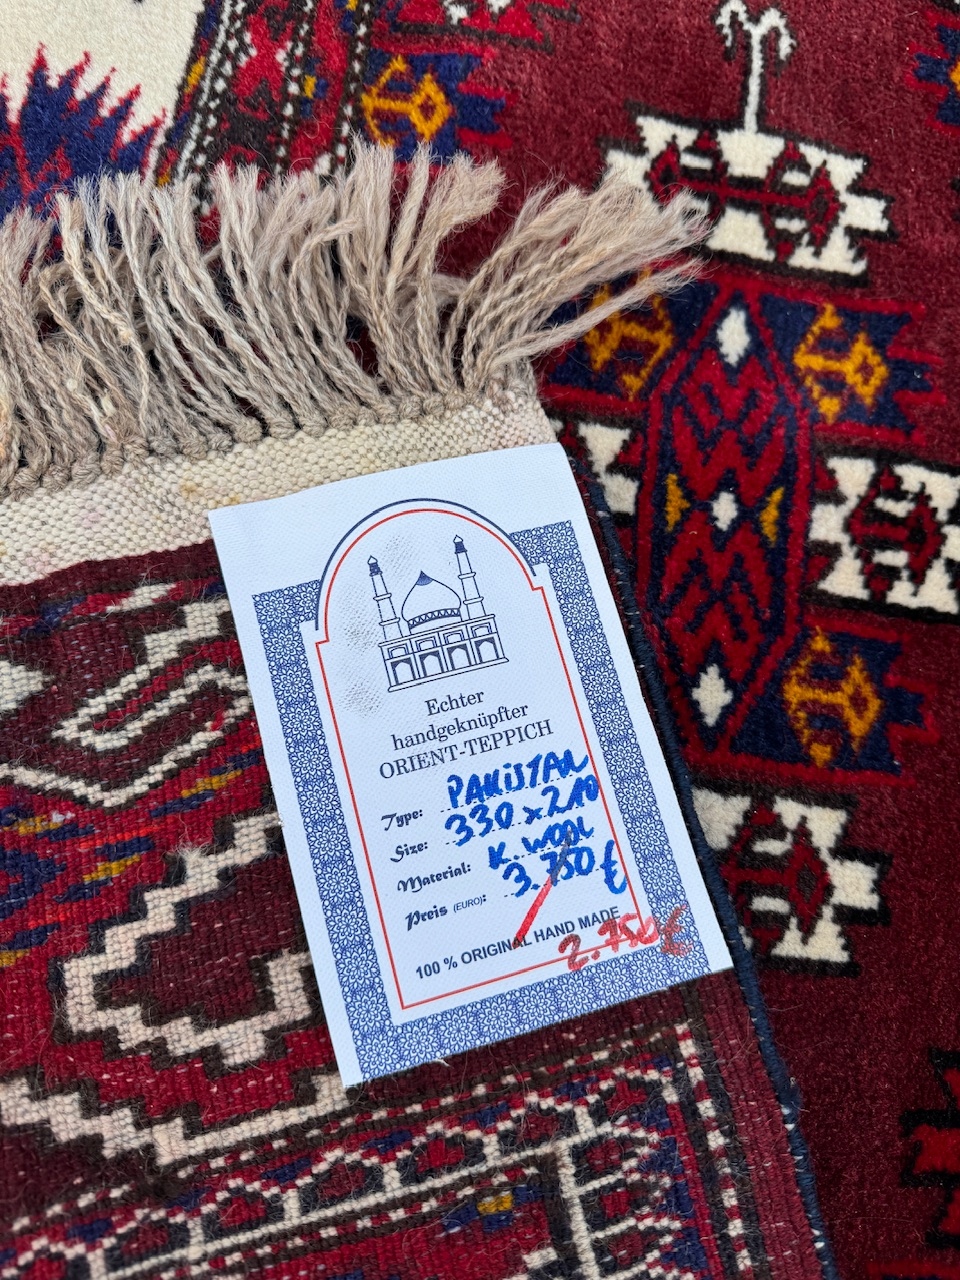 Echter
handgeknüpfter
ORIENT-TEPPICH
Type: PAKISTAN
Size: 330 x 210
Material: K. WOOL
Preis (EURO): 3.750 €
100 % ORIGINAL HAND MADE
2.750 €